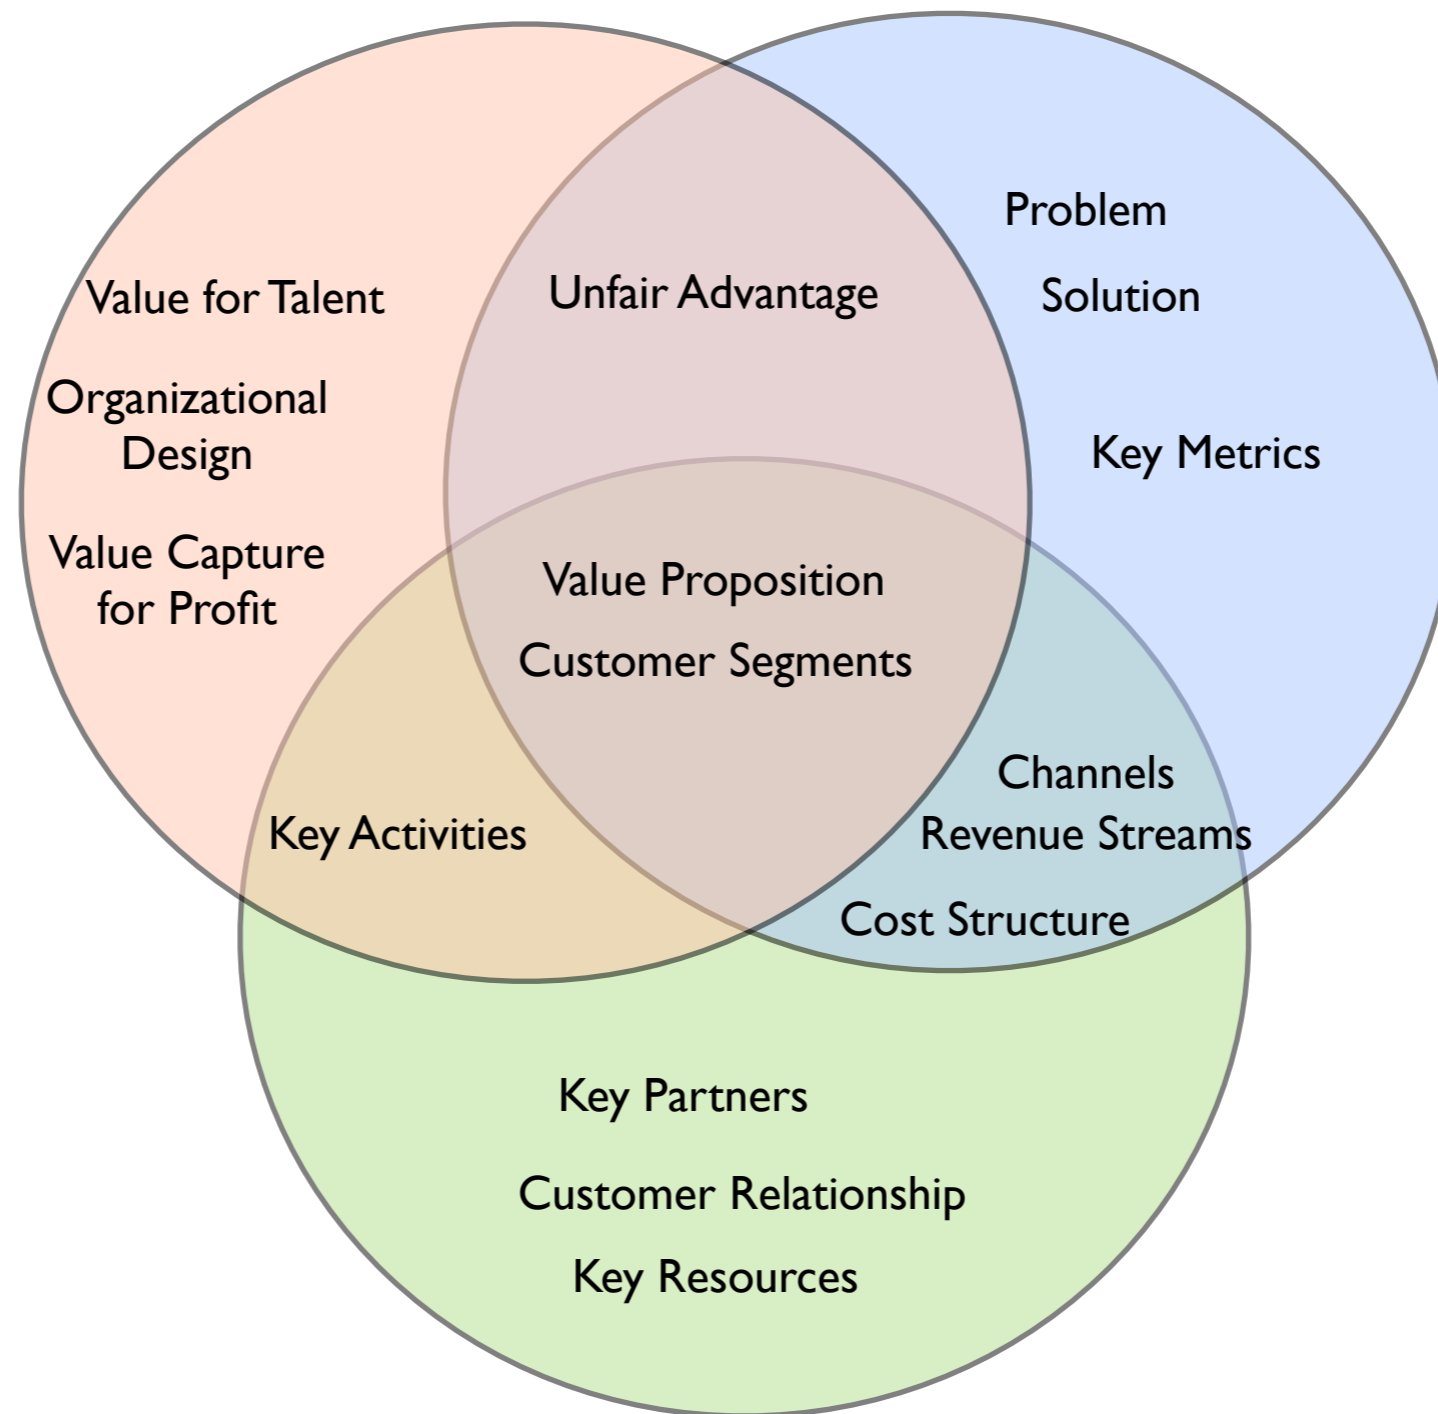 Problem
Value for Talent
Unfair Advantage
Solution
Organizational
Design
Key Metrics
Value Capture
for Profit
Value Proposition
Customer Segments
Channels
Key Activities
Revenue Streams
Cost Structure
Key Partners
Customer Relationship
Key Resources